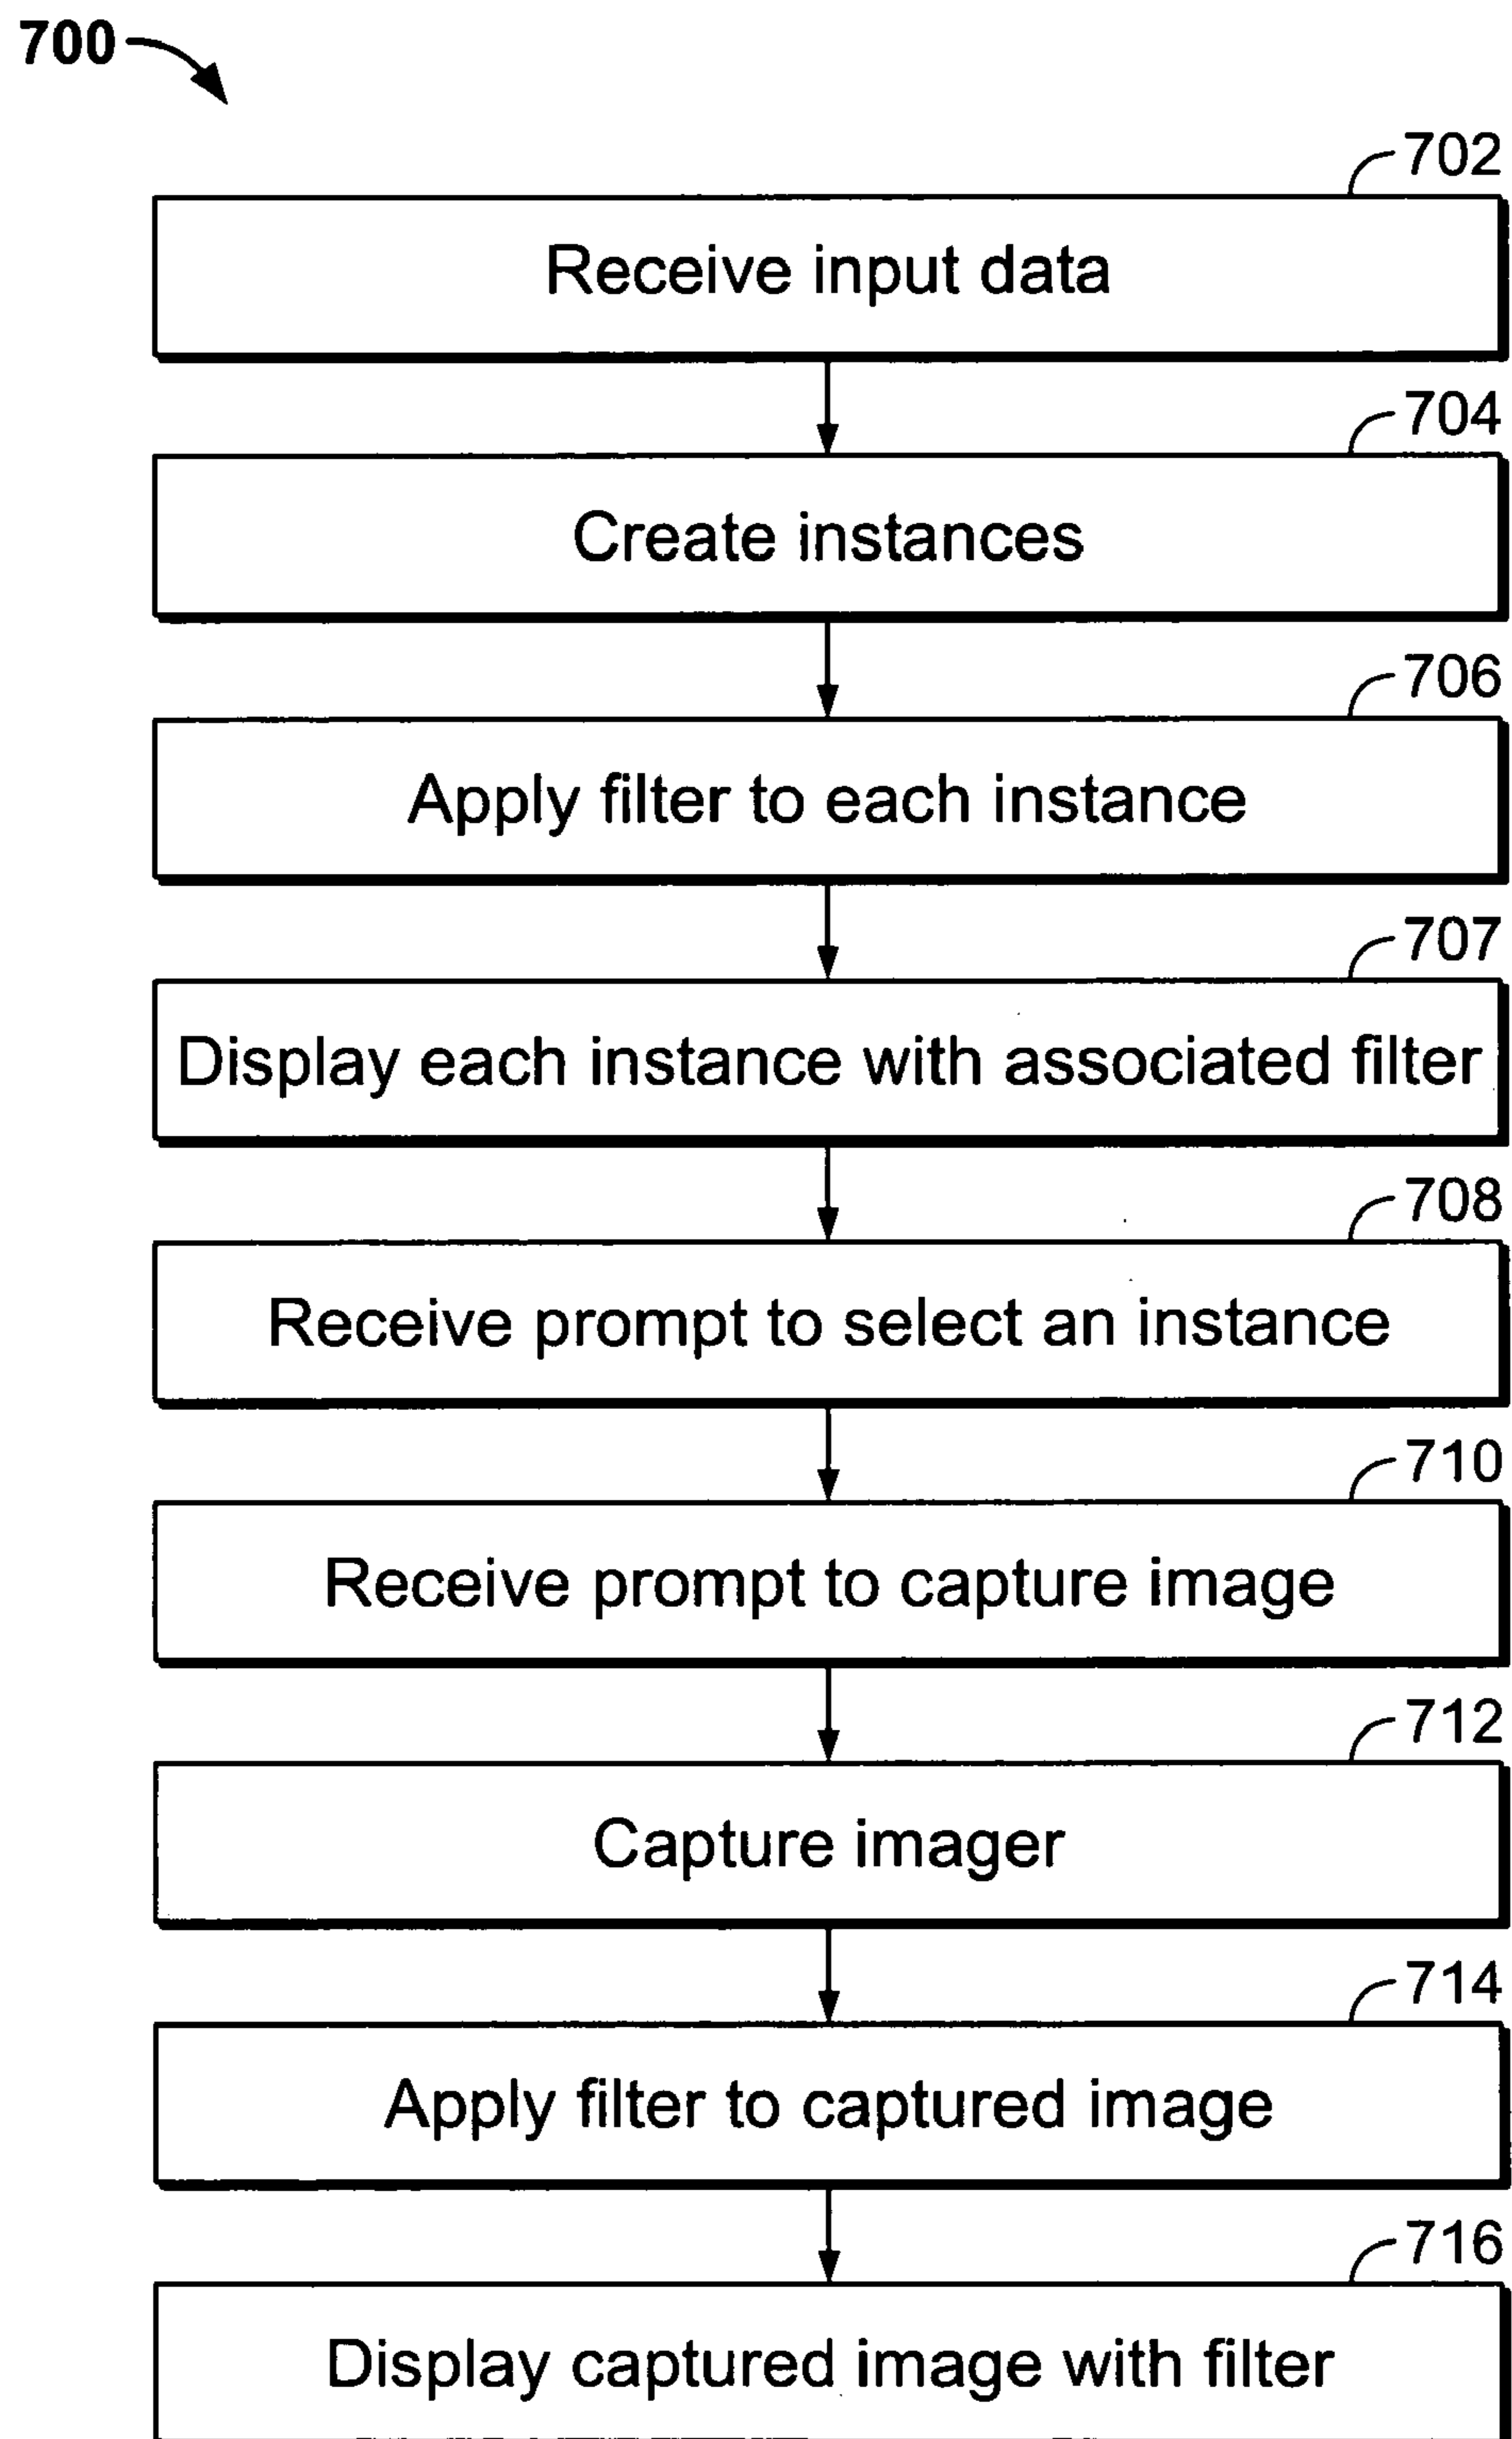 700
702
Receive input data
704
Create instances
706
Apply filter to each instance
707
Display each instance with associated filter
708
Receive prompt to select an instance
710
Receive prompt to capture image
712
Capture imager
714
Apply filter to captured image
716
Display captured image with filter